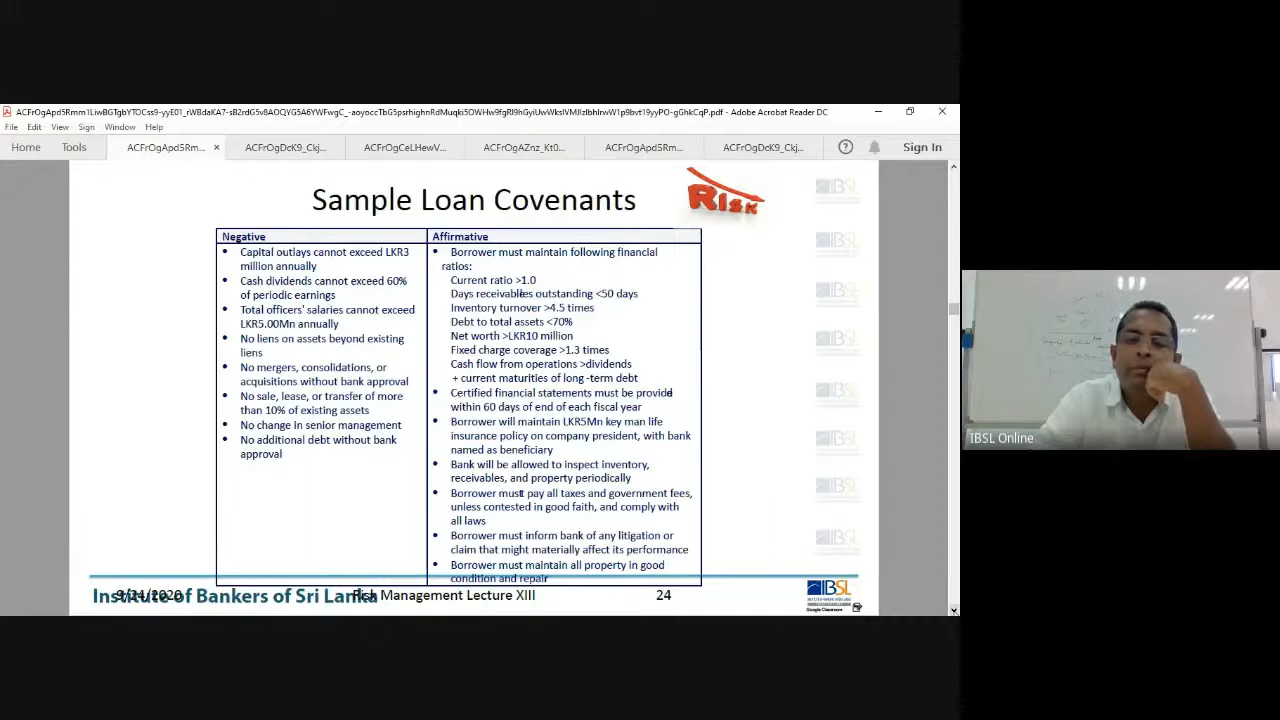 ACFrOgApd5Rmm1LiwBGTgbYTOCss9-yyE01_rWBdaKA7-sB2rdG5v8AOQYG5A6YWFwgC_-aoyoccTbG5psrhighnRdMuqki5OWHw9fgRl9hGyiUwWksIVMJlzlbhlnwW1p9bvt19yyPO-gGhkCqP.pdf - Adobe Acrobat Reader DC
File Edit View Sign Window Help
Home Tools ACFrOgApd5Rm... × ACFrOgDcK9_Ckj... ACFrOgCeLHewV... ACFrOgAZnz_Kt0... ACFrOgApd5Rm... ACFrOgDcK9_Ckj... Sign In
Sample Loan Covenants
RISK
Negative
• Capital outlays cannot exceed LKR3
million annually
• Cash dividends cannot exceed 60%
of periodic earnings
• Total officers' salaries cannot exceed
LKR5.00Mn annually
• No liens on assets beyond existing
liens
• No mergers, consolidations, or
acquisitions without bank approval
• No sale, lease, or transfer of more
than 10% of existing assets
• No change in senior management
• No additional debt without bank
approval
Affirmative
• Borrower must maintain following financial
ratios:
Current ratio >1.0
Days receivables outstanding <50 days
Inventory turnover >4.5 times
Debt to total assets <70%
Net worth >LKR10 million
Fixed charge coverage >1.3 times
Cash flow from operations >dividends
+ current maturities of long-term debt
• Certified financial statements must be provided
within 60 days of end of each fiscal year
• Borrower will maintain LKR5Mn key man life
insurance policy on company president, with bank
named as beneficiary
• Bank will be allowed to inspect inventory,
receivables, and property periodically
• Borrower must pay all taxes and government fees,
unless contested in good faith, and comply with
all laws
• Borrower must inform bank of any litigation or
claim that might materially affect its performance
• Borrower must maintain all property in good
condition and repair
Institute of Bankers of Sri Lanka
9/24/2020
Risk Management Lecture XIII
24
IBSL
Google Classroom
IBSL Online